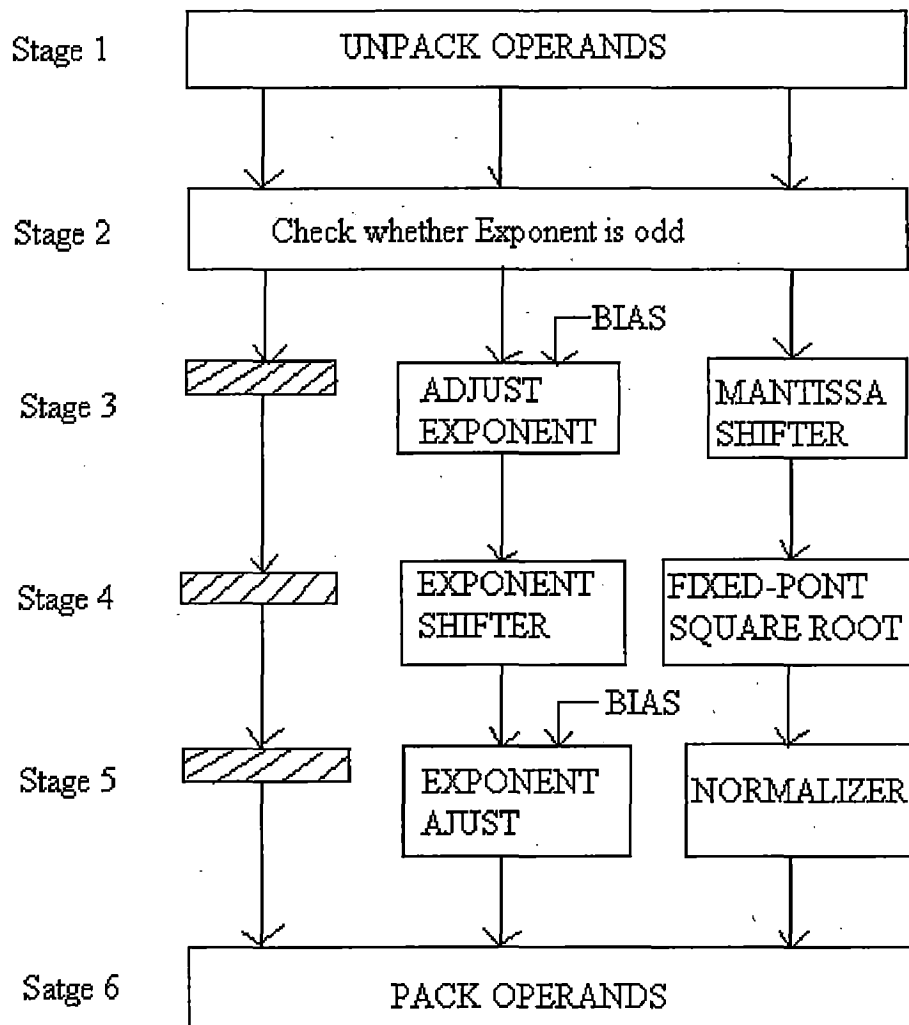 Stage 1
UNPACK OPERANDS
Stage 2
Check whether Exponent is odd
BIAS
Stage 3
ADJUST
EXPONENT
MANTISSA
SHIFTER
Stage 4
EXPONENT
SHIFTER
FIXED-PONT
SQUARE ROOT
BIAS
Stage 5
EXPONENT
AJUST
NORMALIZER
Satge 6
PACK OPERANDS